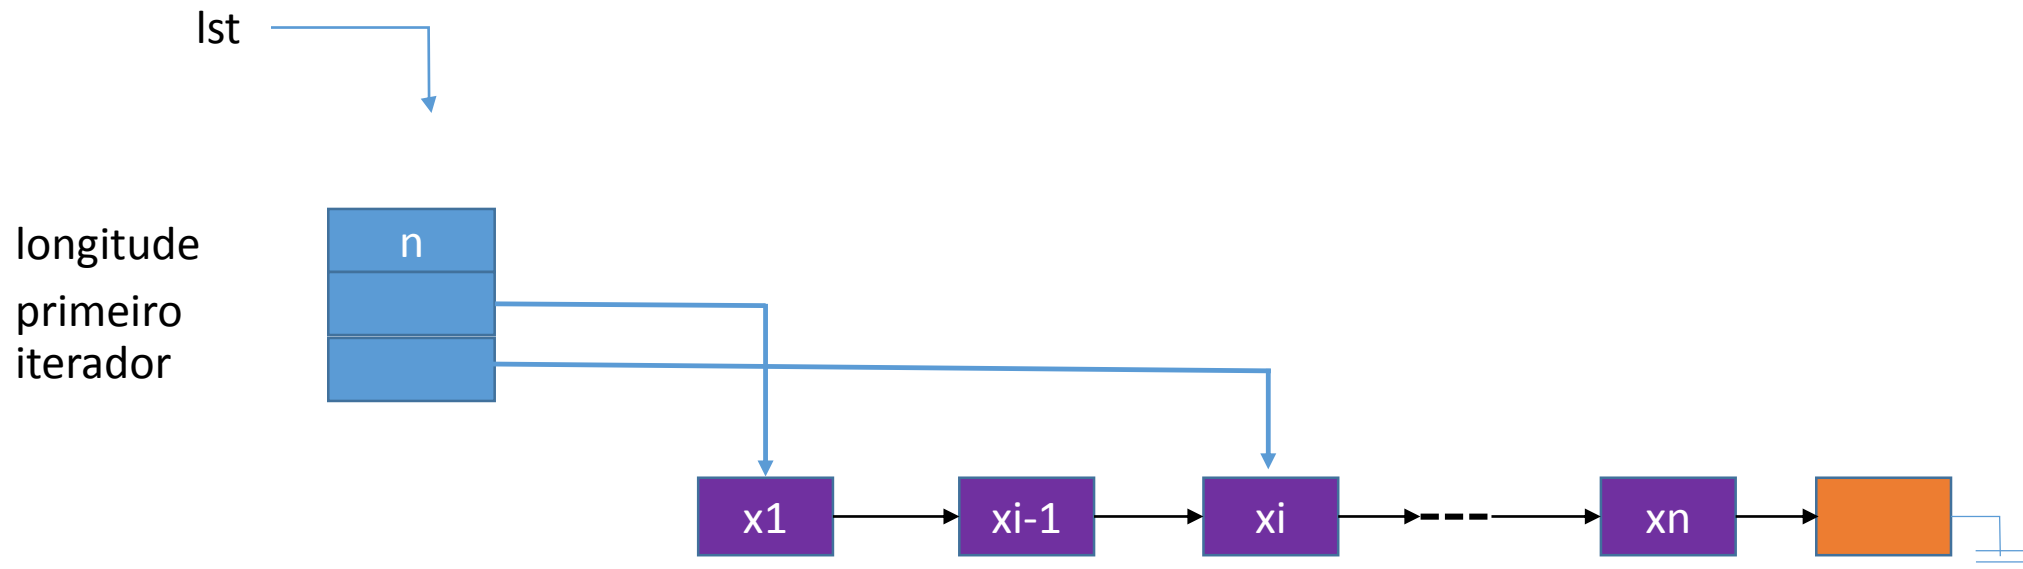 lst
longitude n
primeiro
iterador
x1 xi-1 xi xn